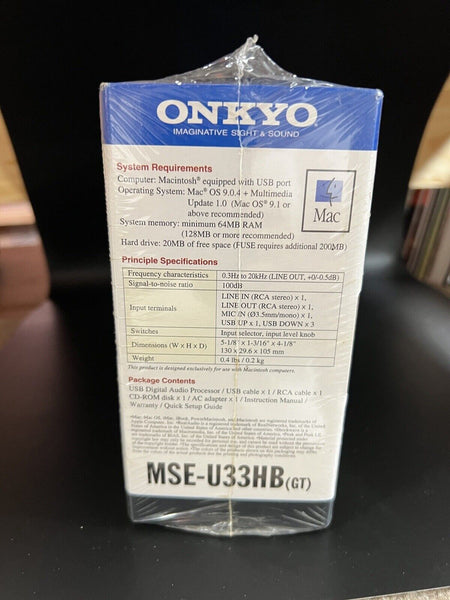 ONKYO
IMAGINATIVE SIGHT & SOUND
System Requirements
Computer: Macintosh® equipped with USB port
Operating System: Mac® OS 9.0.4 + Multimedia
Update 1.0 (Mac OS® 9.1 or
above recommended)
System memory: minimum 64MB RAM
(128MB or more recommended)
Hard drive: 20MB of free space (FUSE requires additional 200MB)
Mac
Principle Specifications
Frequency characteristics 0.3Hz to 20kHz (LINE OUT, +0/-0.5dB)
Signal-to-noise ratio 100dB
Input terminals LINE IN (RCA stereo) × 1,
LINE OUT (RCA stereo) × 1,
MIC IN (Ø3.5mm/mono) × 1,
USB UP x 1, USB DOWN x 3
Switches Input selector, input level knob
Dimensions (W x H x D) 5-1/8" x 1-3/16" x 4-1/8"
130 x 29.6 x 105 mm
Weight 0.4 lbs / 0.2 kg
This product is designed exclusively for use with Macintosh computers.
Package Contents
USB Digital Audio Processor / USB cable x 1 / RCA cable x 1
CD-ROM disk x 1 / AC adapter x 1 / Instruction Manual /
Warranty / Quick Setup Guide
MSE-U33HB(GT)